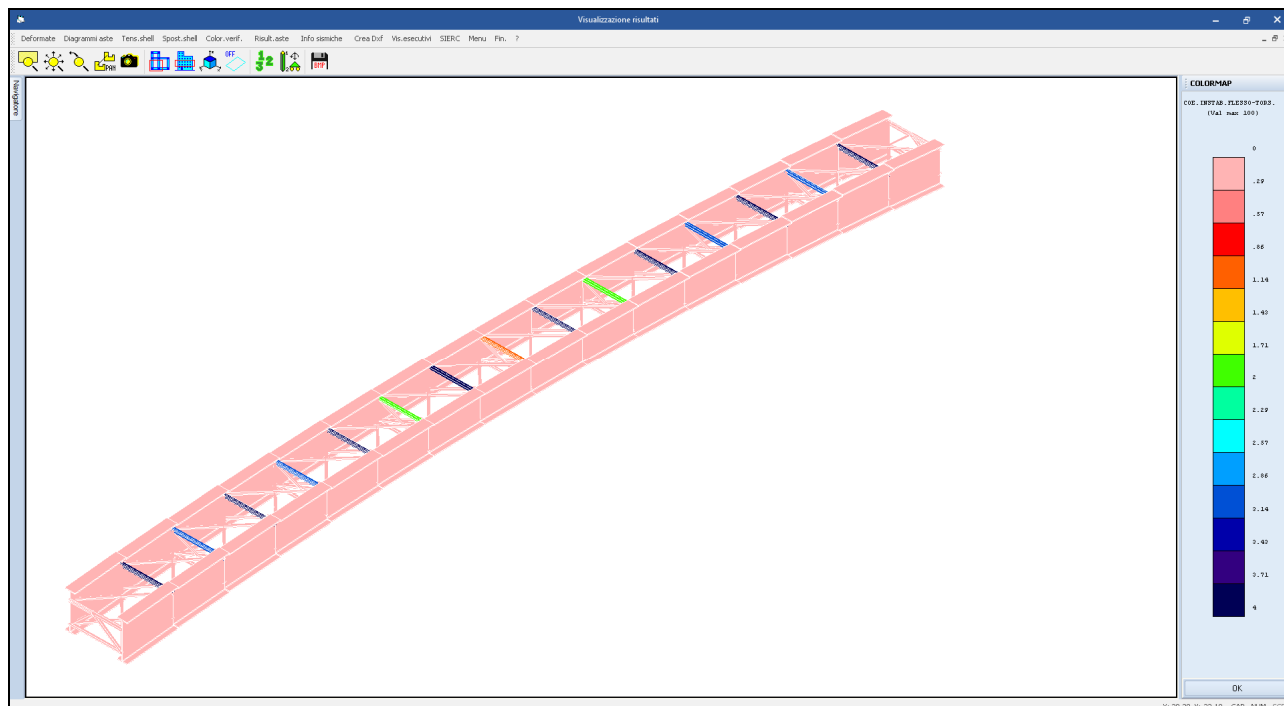 Visualizzazione risultati
Deformate Diagrammi aste Tens.shell Spost.shell Color.verif. Risult.aste Info sismiche Crea Dxf Vis.esecutivi SIERC Menu Fin. ?
PAN
OFF
BMP
Navigatore
COLORMAP
COE.INSTAB.FLESSO-TORS.
(Val max 100)
0
.29
.57
.86
1.14
1.43
1.71
2
2.29
2.57
2.86
3.14
3.43
3.71
4
OK